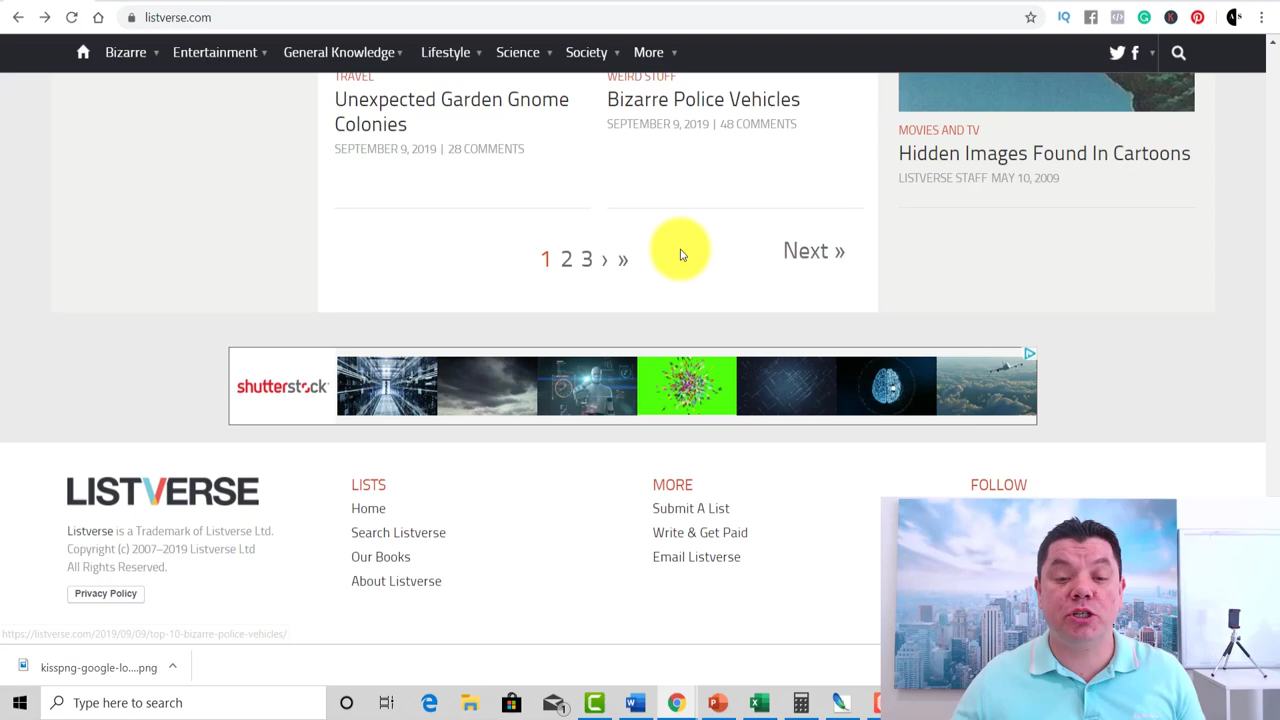 listverse.com
Bizarre
Entertainment
General Knowledge
Lifestyle
Science
Society
More
TRAVEL
Unexpected Garden Gnome
Colonies
SEPTEMBER 9, 2019 | 28 COMMENTS
WEIRD STUFF
Bizarre Police Vehicles
SEPTEMBER 9, 2019 | 48 COMMENTS
MOVIES AND TV
Hidden Images Found In Cartoons
LISTVERSE STAFF MAY 10, 2009
1 2 3 › »
Next »
shutterstock
LISTVERSE
Listverse is a Trademark of Listverse Ltd.
Copyright (c) 2007–2019 Listverse Ltd
All Rights Reserved.
Privacy Policy
LISTS
Home
Search Listverse
Our Books
About Listverse
MORE
Submit A List
Write & Get Paid
Email Listverse
FOLLOW
https://listverse.com/2019/09/09/top-10-bizarre-police-vehicles/
kisspng-google-lo....png
Type here to search